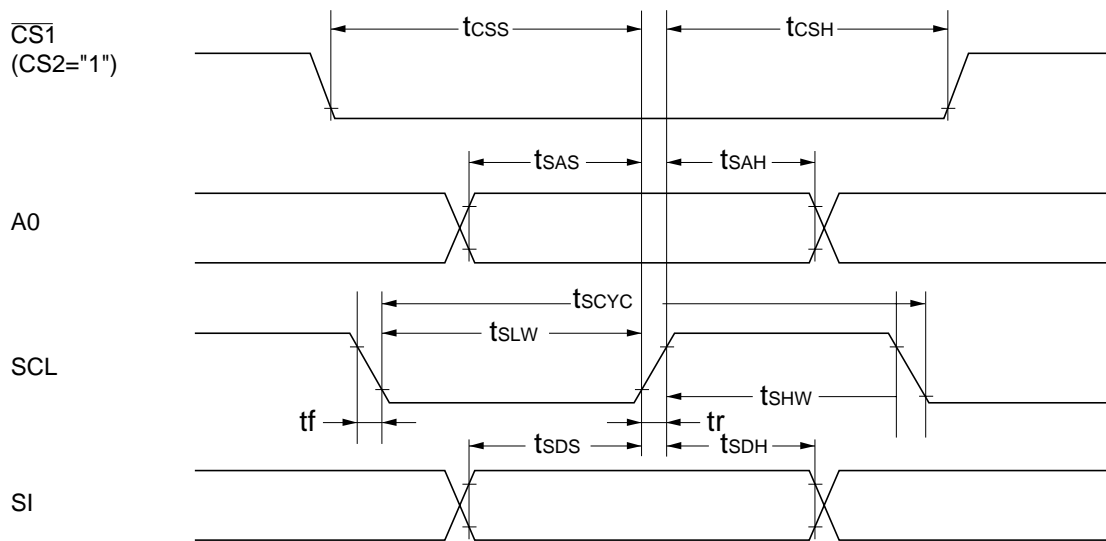 CS1
(CS2="1")
tCSS
tCSH
tSAS
tSAH
A0
tSCYC
tSLW
SCL
tSHW
tf
tr
tSDS
tSDH
SI